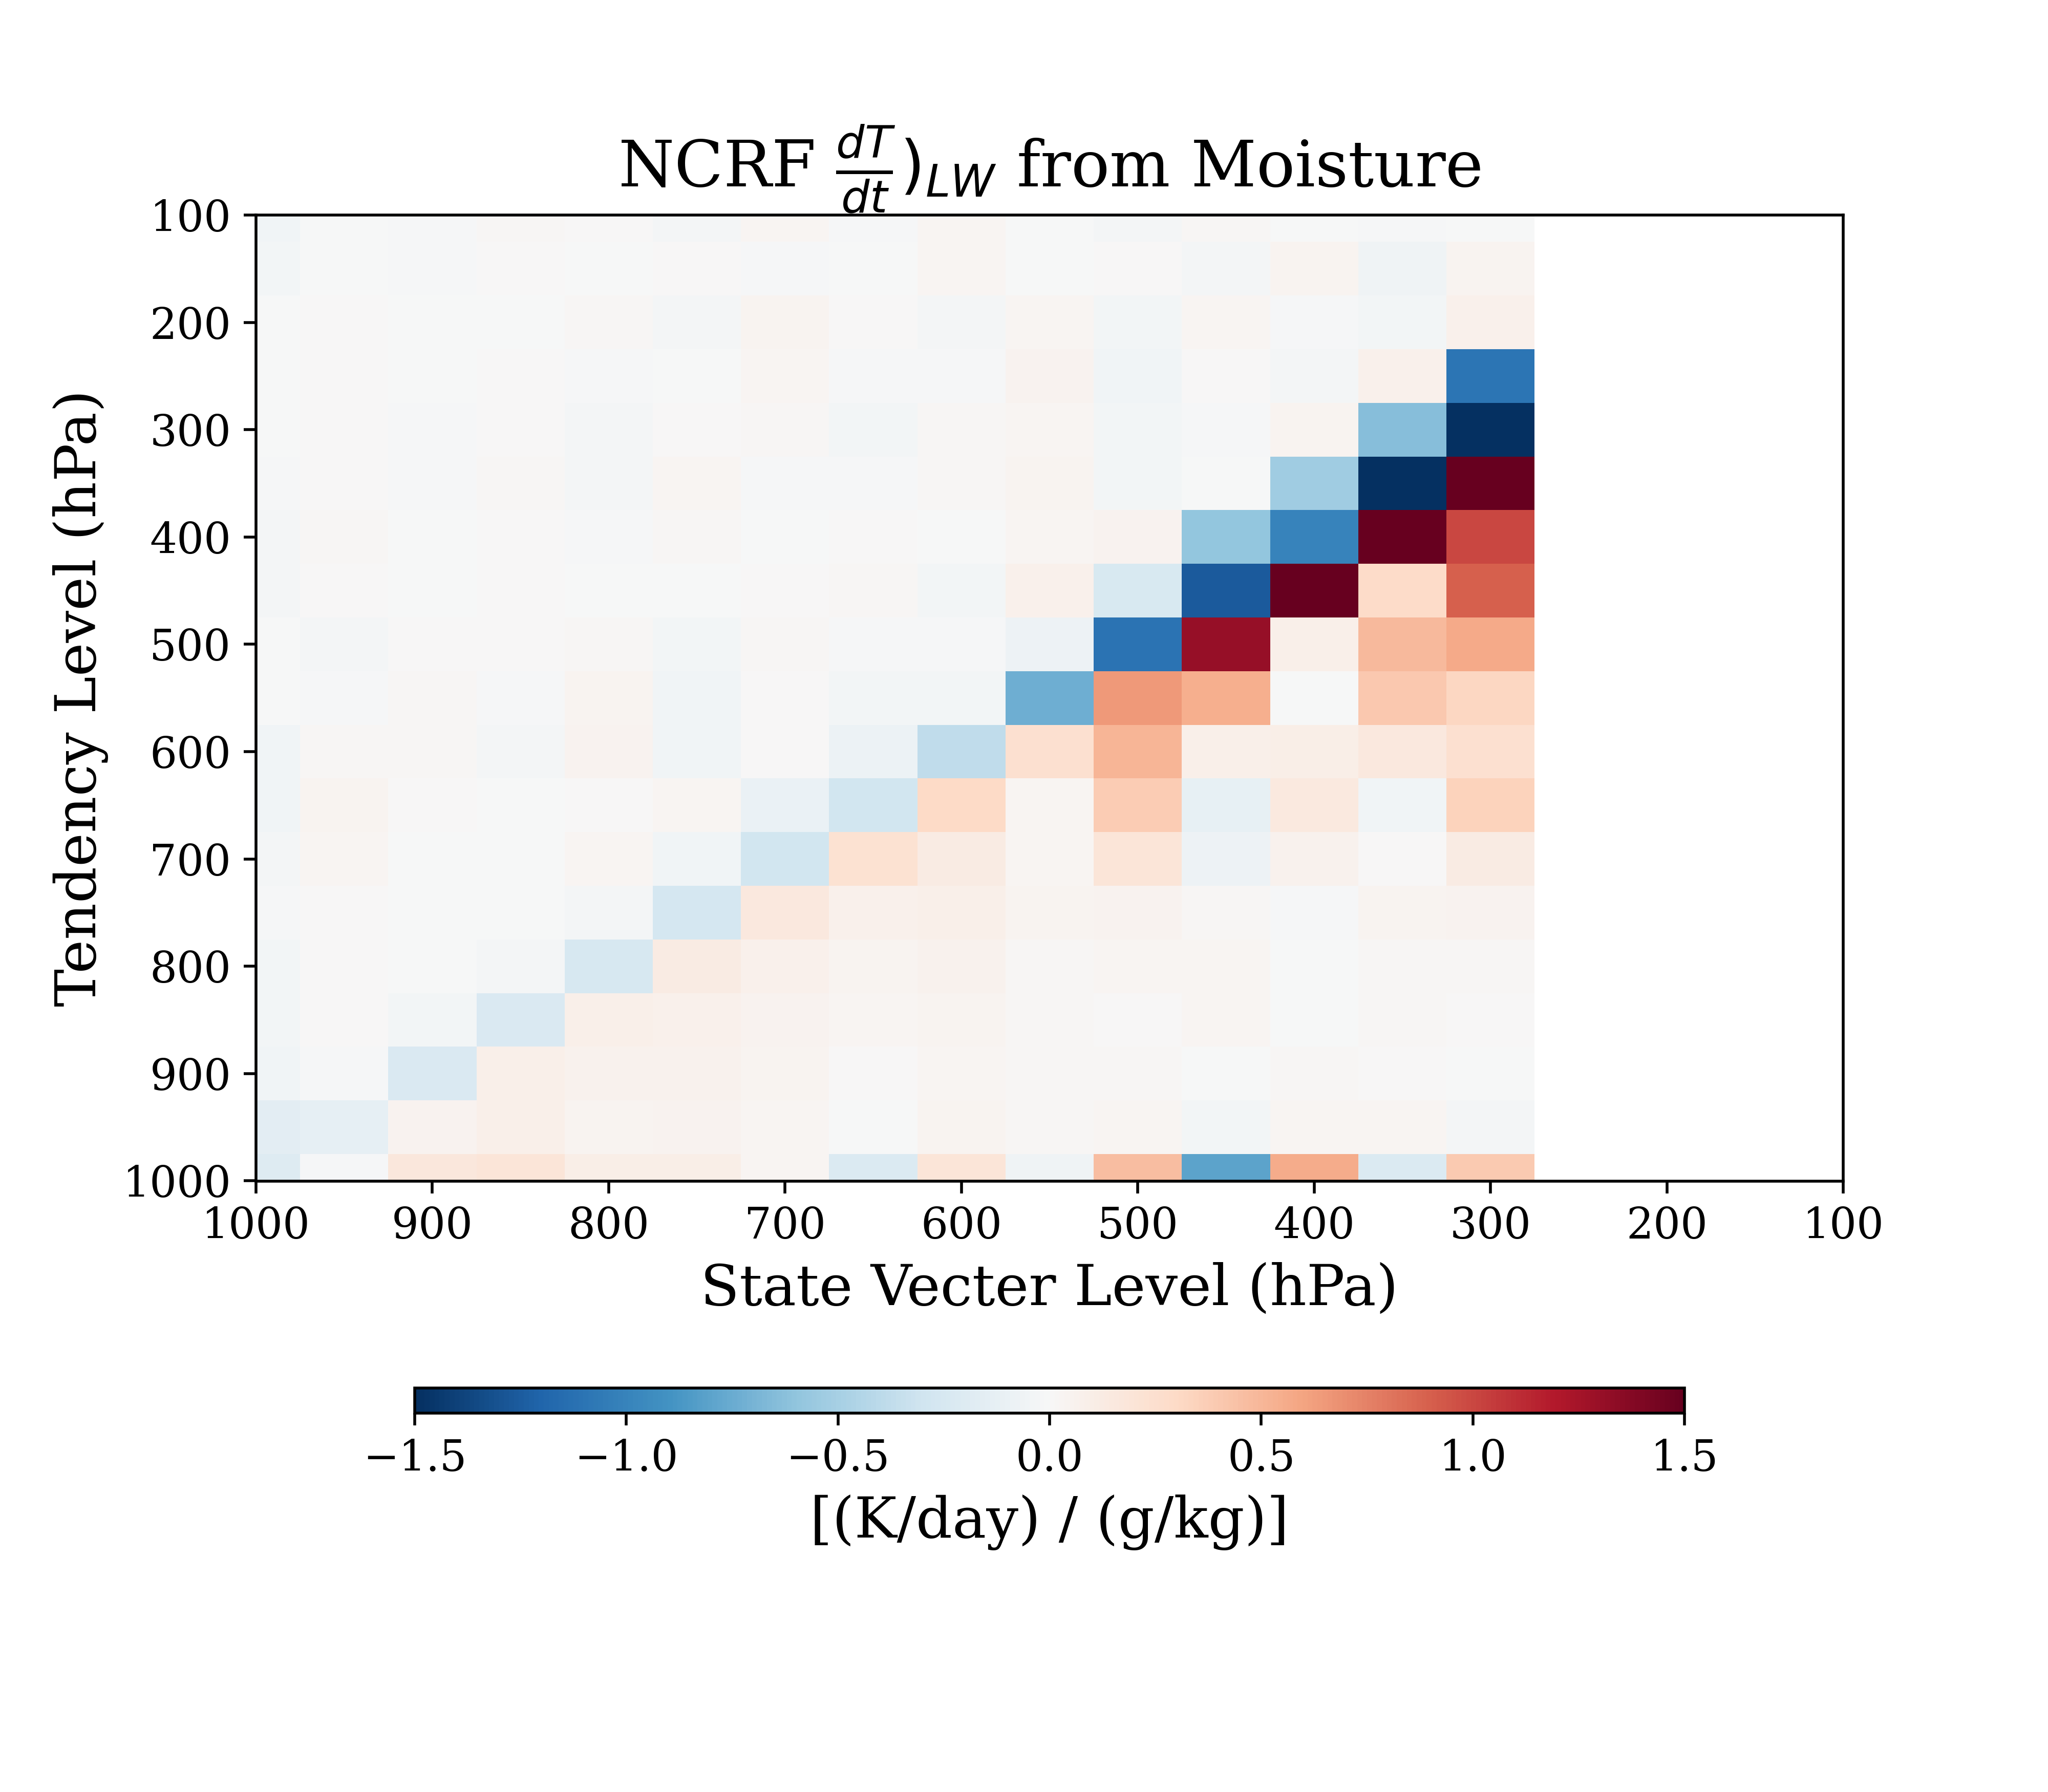 NCRF dT/dt)LW from Moisture
100
200
300
400
500
600
700
800
900
1000
Tendency Level (hPa)
1000 900 800 700 600 500 400 300 200 100
State Vecter Level (hPa)
−1.5 −1.0 −0.5 0.0 0.5 1.0 1.5
[(K/day) / (g/kg)]